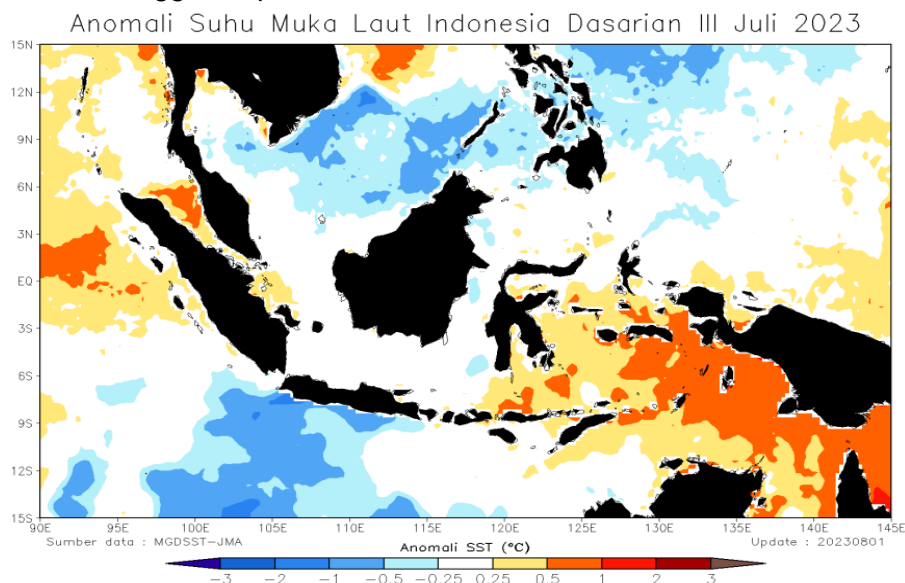 Anomali Suhu Muka Laut Indonesia Dasarian III Juli 2023
15N
12N
9N
6N
3N
EQ
3S
6S
9S
12S
15S
90E 95E 100E 105E 110E 115E 120E 125E 130E 135E 140E 145E
Sumber data : MGDSST-JMA
Anomali SST (°C)
Update : 20230801
-3 -2 -1 -0.5 -0.25 0.25 0.5 1 2 3